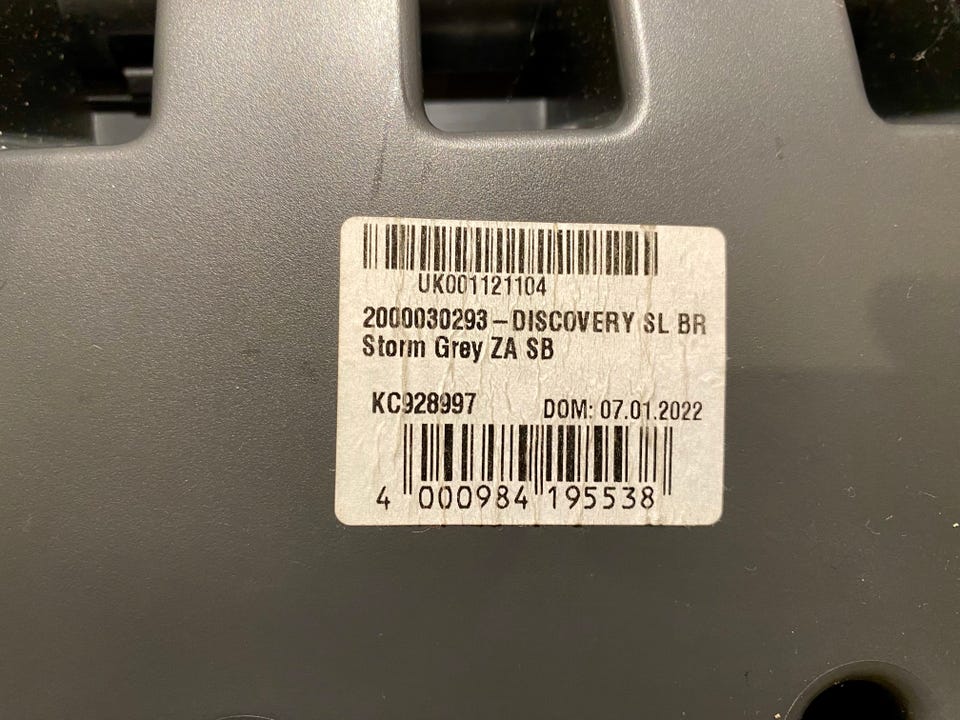 UK001121104
2000030293-DISCOVERY SL BR
Storm Grey ZA SB
KC928997 DOM: 07.01.2022
4 000984 195538